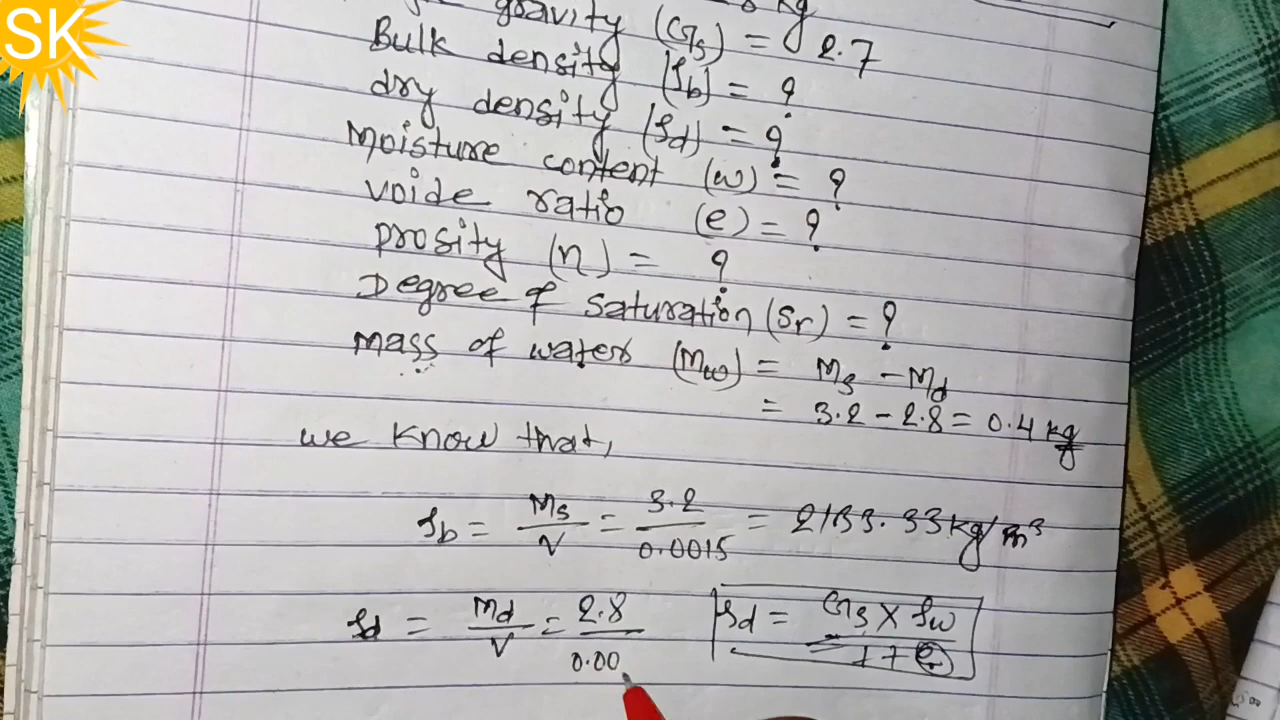 SK
gravity (Gs) = 2.7
Bulk density (ρb) = ?
dry density (ρd) = ?
Moisture content (w) = ?
voide ratio (e) = ?
prosity (n) = ?
Degree of saturation (Sr) = ?
mass of water (Mw) = Ms - Md
= 3.2 - 2.8 = 0.4 kg
we know that,
ρb = Ms/V = 3.2/0.0015 = 2133.33 kg/m³
ρd = Md/V = 2.8/0.00 ρd = Gs X ρw/1+e